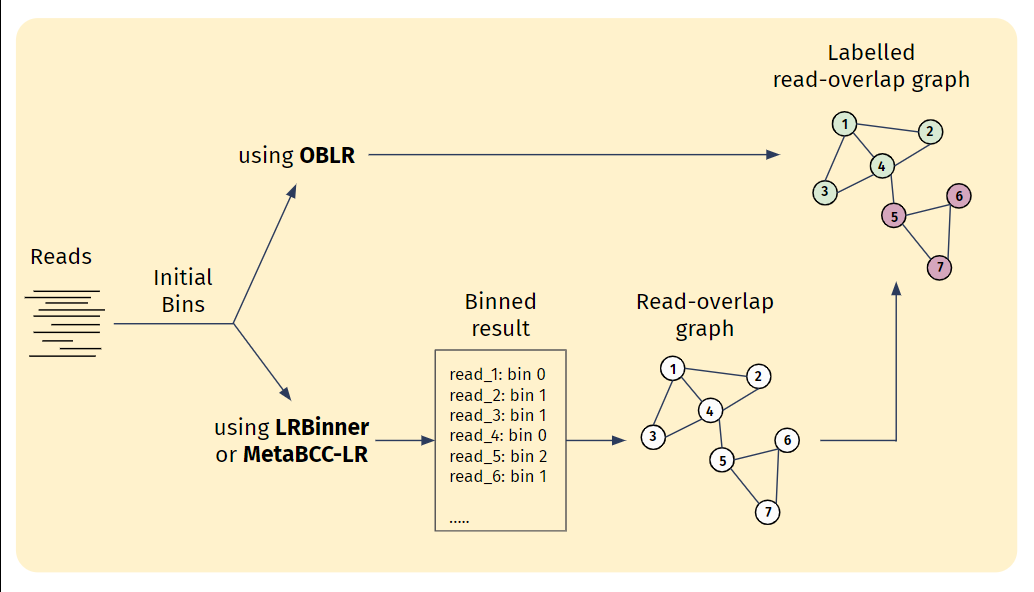 Labelled
read-overlap graph
1
2
4
3
6
5
7
using OBLR
Reads
Initial
Bins
using LRBinner
or MetaBCC-LR
Binned
result
read_1: bin 0
read_2: bin 1
read_3: bin 1
read_4: bin 0
read_5: bin 2
read_6: bin 1
.....
Read-overlap
graph
1
2
4
3
6
5
7